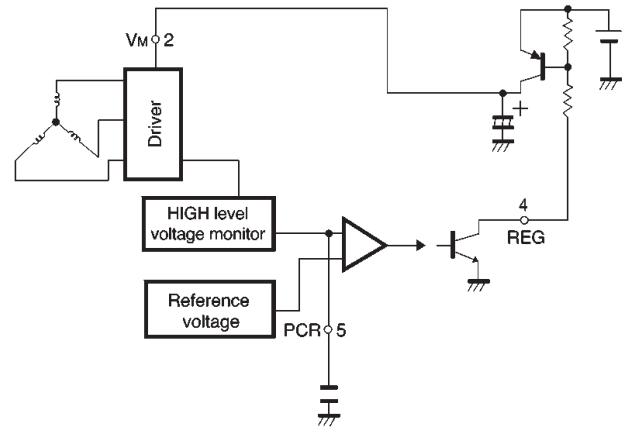 VM 2
+
Driver
4
HIGH level
voltage monitor
REG
Reference
voltage
PCR 5